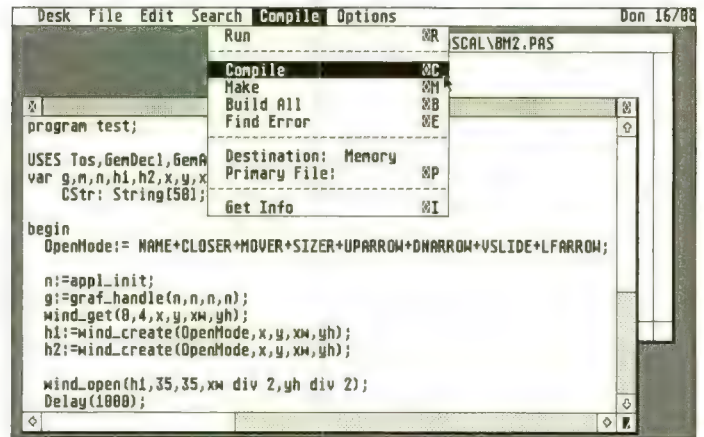 Desk File Edit Search Compile Options Don 16/08
Run ⌘R
SCAL\BM2.PAS
Compile ⌘C
Make ⌘M
Build All ⌘B
Find Error ⌘E
Destination: Memory
Primary File: ⌘P
Get Info ⌘I
program test;
USES Tos,GemDecl,GemA
var g,m,n,h1,h2,x,y,x
CStr: String[50];
begin
OpenMode:= NAME+CLOSER+MOVER+SIZER+UPARROW+DNARROW+VSLIDE+LFARROW;
n:=appl_init;
g:=graf_handle(n,n,n,n);
wind_get(0,4,x,y,xw,yh);
h1:=wind_create(OpenMode,x,y,xw,yh);
h2:=wind_create(OpenMode,x,y,xw,yh);
wind_open(h1,35,35,xw div 2,yh div 2);
Delay(1000);